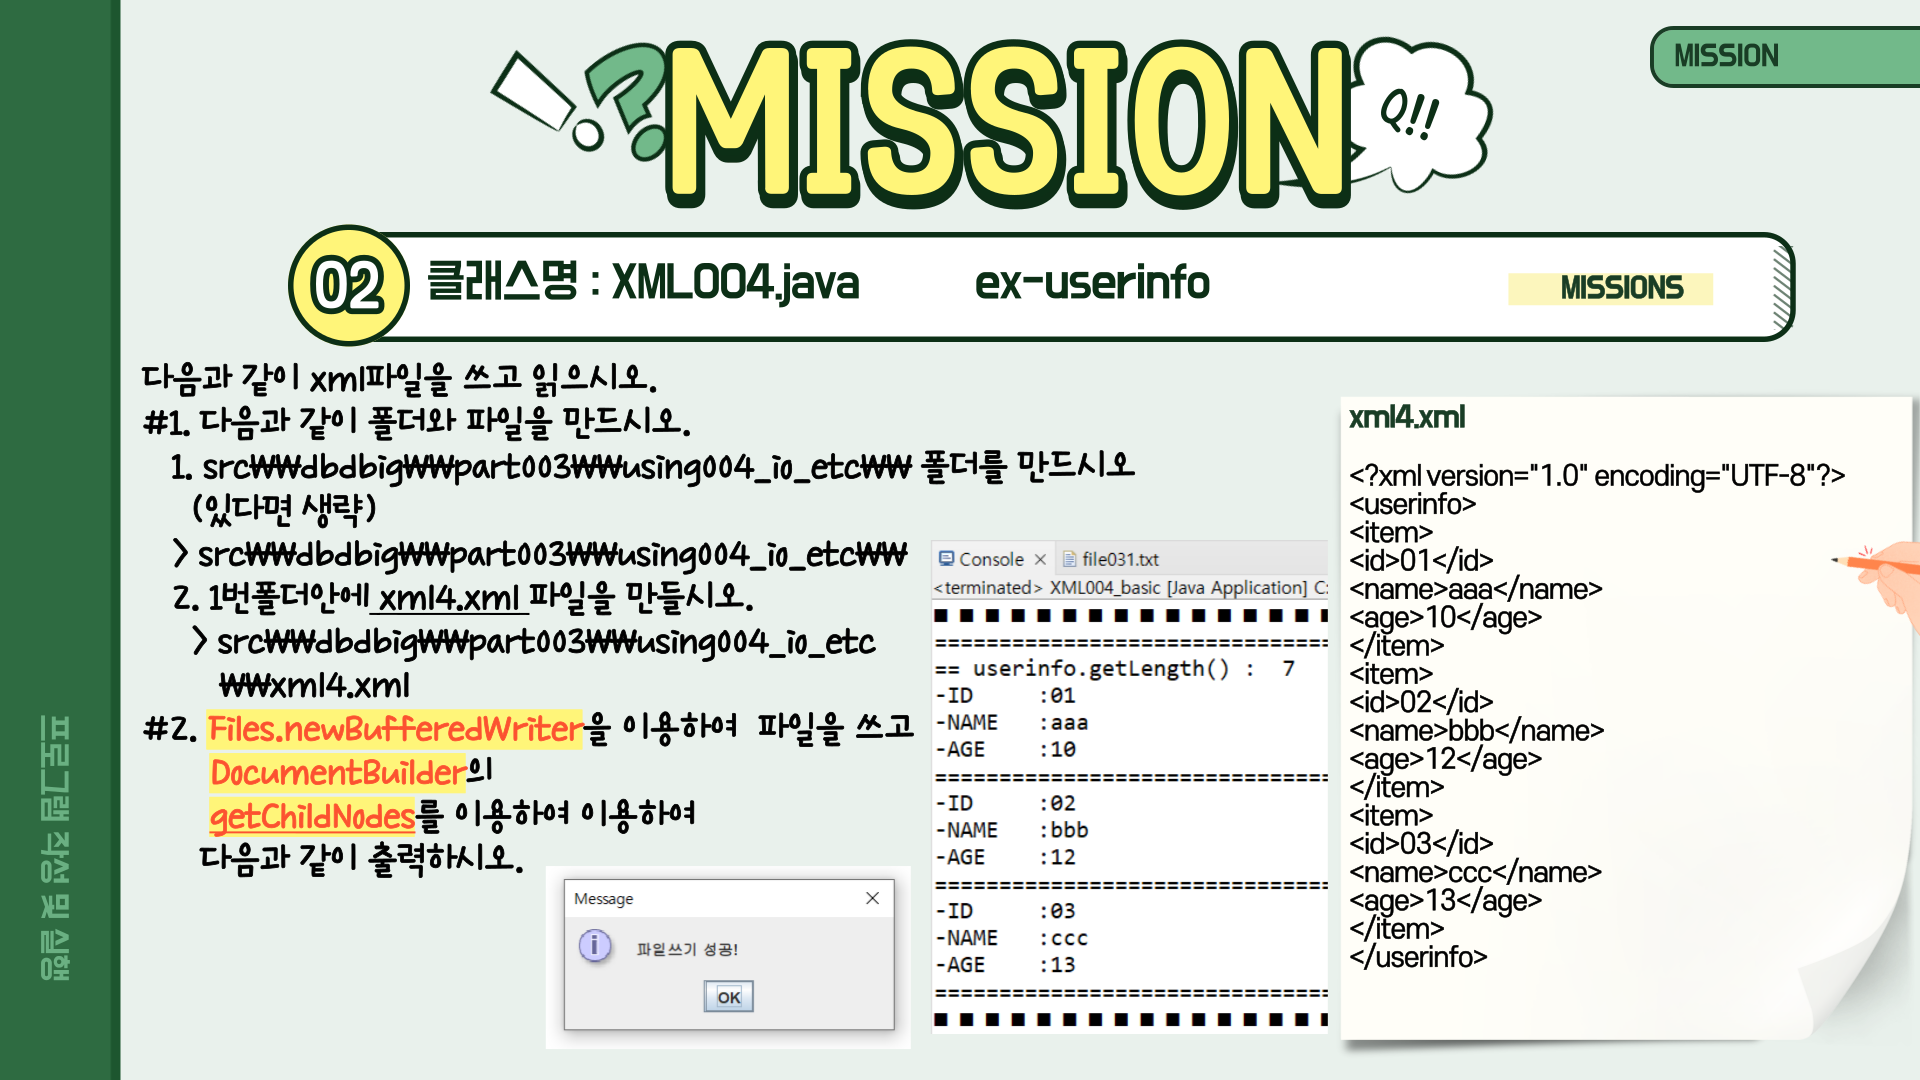 MISSION
!?
MISSION
Q!!
02
클래스명 : XML004.java ex-userinfo
MISSIONS
다음과 같이 xml파일을 쓰고 읽으시오.
#1. 다음과 같이 폴더와 파일을 만드시오.
1. src₩₩dbdbig₩₩part003₩₩using004_io_etc₩₩ 폴더를 만드시오
(있다면 생략)
> src₩₩dbdbig₩₩part003₩₩using004_io_etc₩₩
2. 1번폴더안에 xml4.xml 파일을 만들시오.
> src₩₩dbdbig₩₩part003₩₩using004_io_etc
₩₩xml4.xml
#2. Files.newBufferedWriter을 이용하여 파일을 쓰고
DocumentBuilder의
getChildNodes를 이용하여 이용하여
다음과 같이 출력하시오.
Message
i
파일쓰기 성공!
OK
Console file031.txt
<terminated> XML004_basic [Java Application] C:
■ ■ ■ ■ ■ ■ ■ ■ ■ ■ ■ ■ ■ ■ ■ ■
===============================
== userinfo.getLength() : 7
-ID :01
-NAME :aaa
-AGE :10
===============================
-ID :02
-NAME :bbb
-AGE :12
===============================
-ID :03
-NAME :ccc
-AGE :13
===============================
■ ■ ■ ■ ■ ■ ■ ■ ■ ■ ■ ■ ■ ■ ■ ■
xml4.xml
<?xml version="1.0" encoding="UTF-8"?>
<userinfo>
<item>
<id>01</id>
<name>aaa</name>
<age>10</age>
</item>
<item>
<id>02</id>
<name>bbb</name>
<age>12</age>
</item>
<item>
<id>03</id>
<name>ccc</name>
<age>13</age>
</item>
</userinfo>
프로그램 작성 및 실행